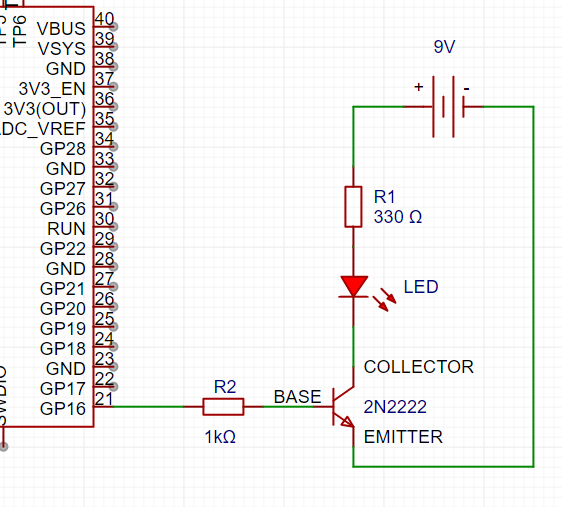 TP6
40
VBUS
39
VSYS
38
GND
37
3V3_EN
36
3V3(OUT)
35
ADC_VREF
34
GP28
33
GND
32
GP27
31
GP26
30
RUN
29
GP22
28
GND
27
GP21
26
GP20
25
GP19
24
GP18
23
GND
22
GP17
21
GP16
SWDIO
9V
+ -
R1
330 Ω
LED
COLLECTOR
R2
BASE
2N2222
1kΩ
EMITTER